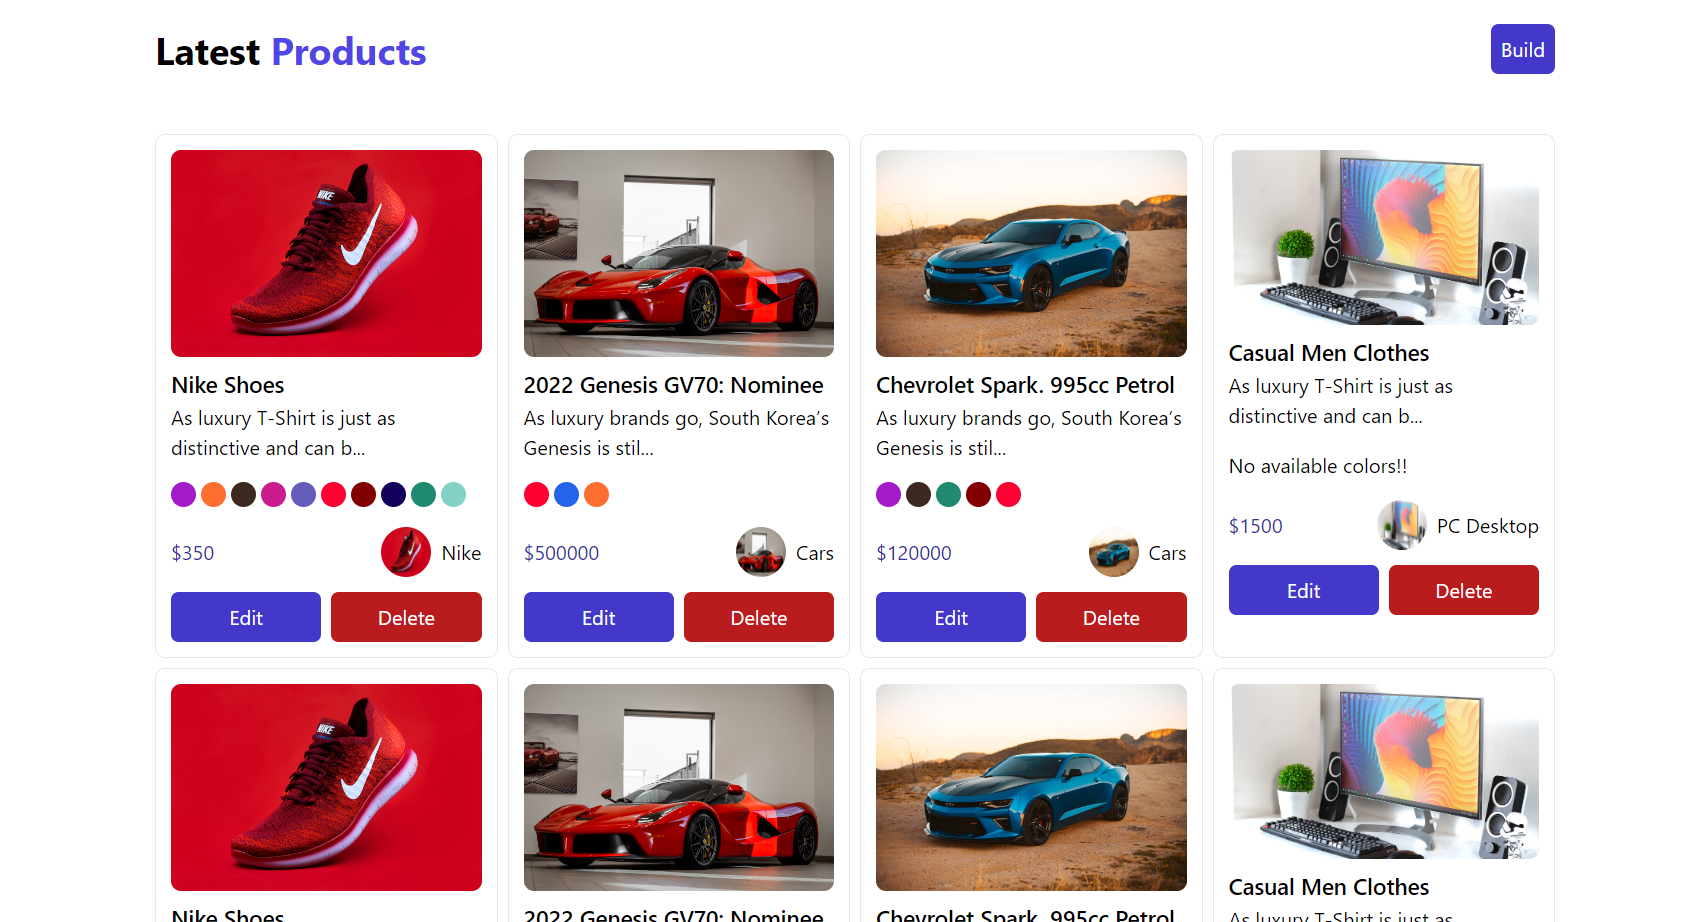 Latest Products
Build
NIKE
Nike Shoes
As luxury T-Shirt is just as
distinctive and can b...
$350
Nike
Edit
Delete
2022 Genesis GV70: Nominee
As luxury brands go, South Korea’s
Genesis is stil...
$500000
Cars
Edit
Delete
Chevrolet Spark. 995cc Petrol
As luxury brands go, South Korea’s
Genesis is stil...
$120000
Cars
Edit
Delete
Casual Men Clothes
As luxury T-Shirt is just as
distinctive and can b...
No available colors!!
$1500
PC Desktop
Edit
Delete
NIKE
Nike Shoes
2022 Genesis GV70: Nominee
Chevrolet Spark. 995cc Petrol
Casual Men Clothes
As luxury T-Shirt is just as